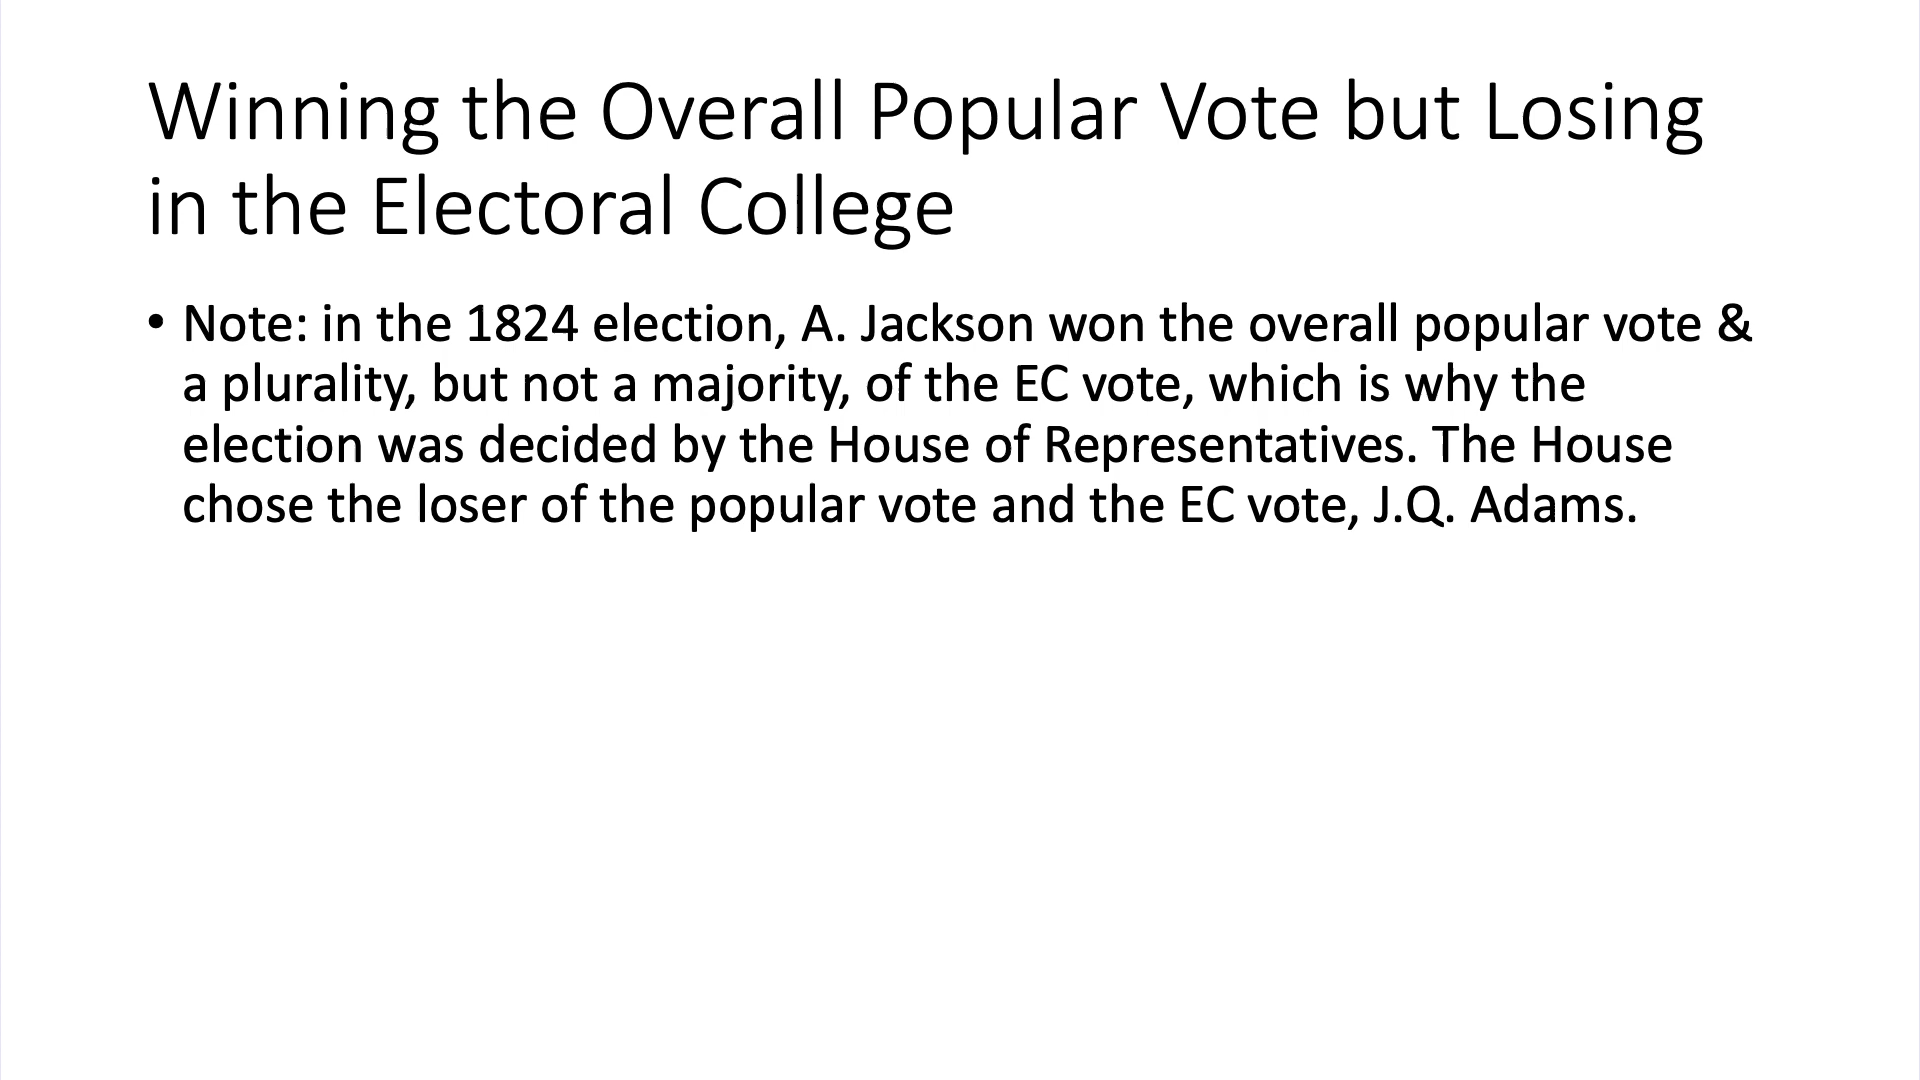 Winning the Overall Popular Vote but Losing
in the Electoral College
• Note: in the 1824 election, A. Jackson won the overall popular vote &
a plurality, but not a majority, of the EC vote, which is why the
election was decided by the House of Representatives. The House
chose the loser of the popular vote and the EC vote, J.Q. Adams.